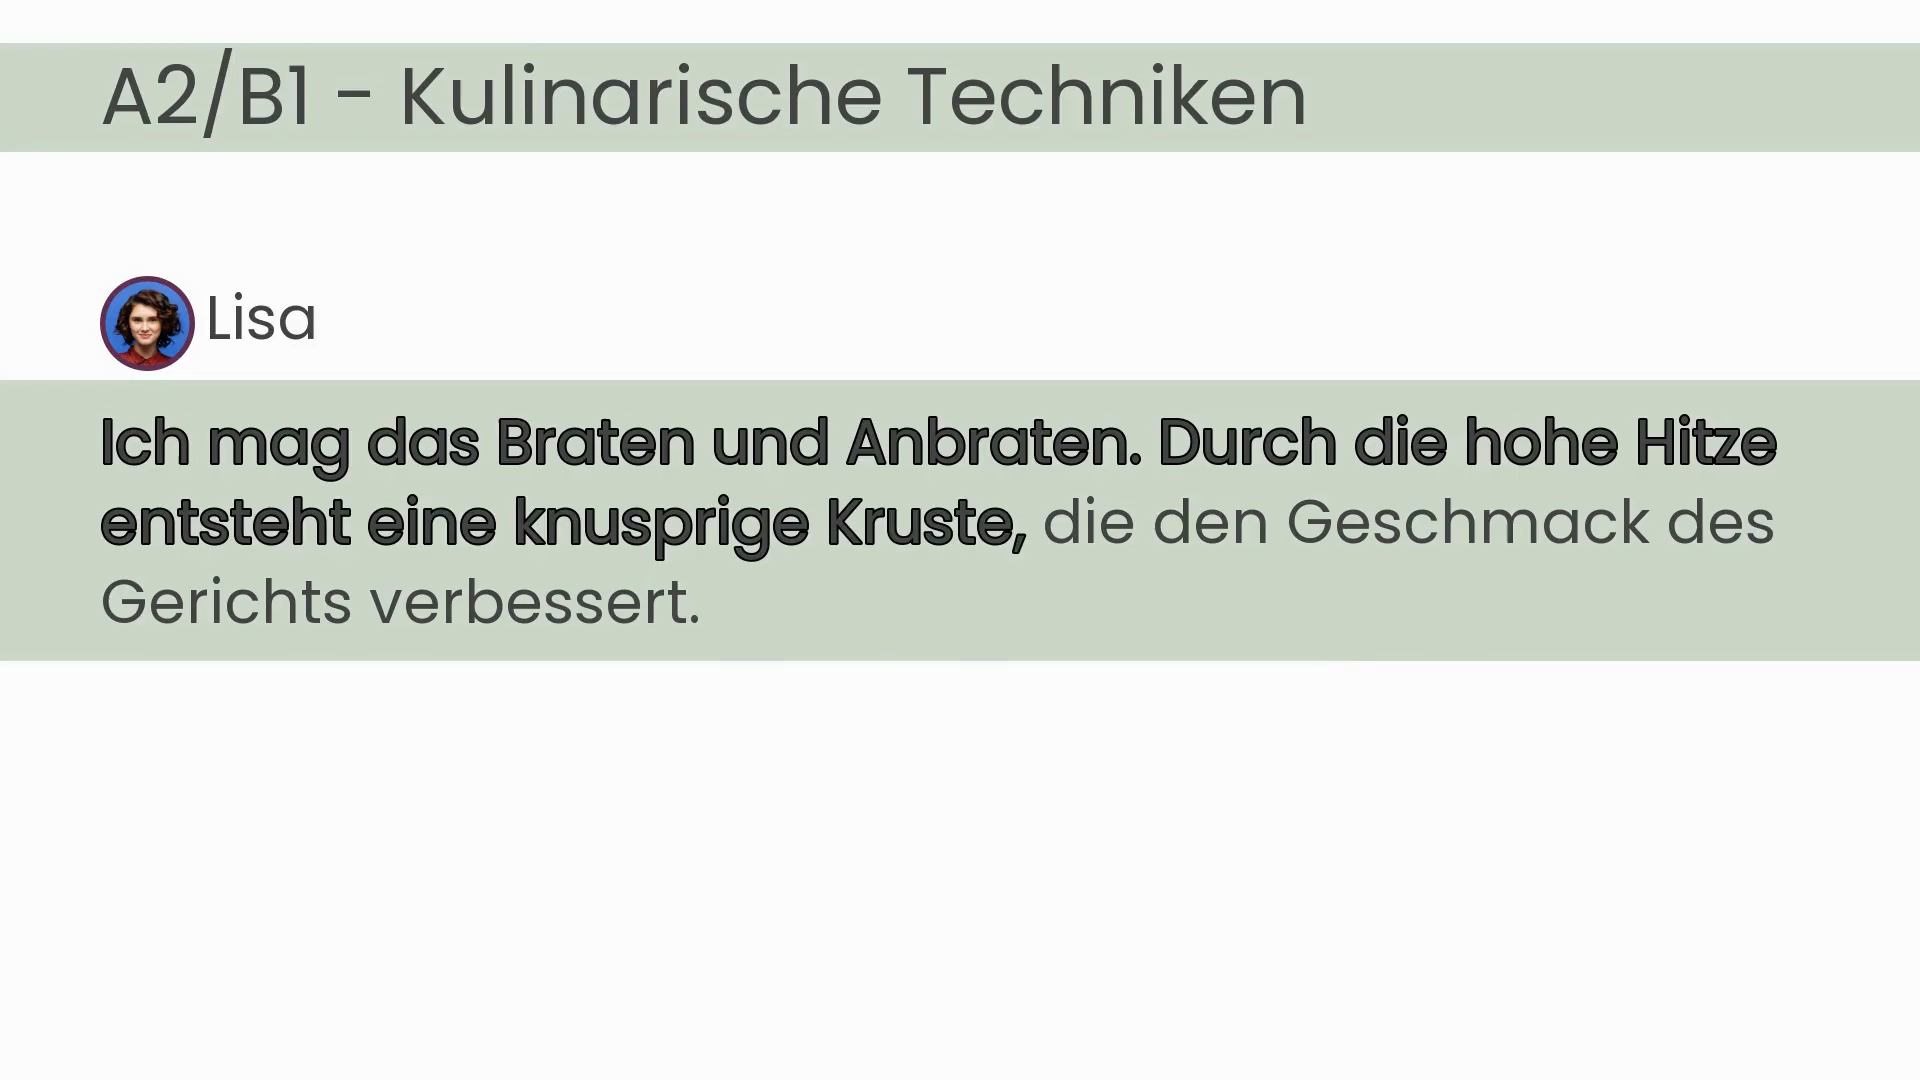 A2/B1 - Kulinarische Techniken
Lisa
Ich mag das Braten und Anbraten. Durch die hohe Hitze
entsteht eine knusprige Kruste, die den Geschmack des
Gerichts verbessert.